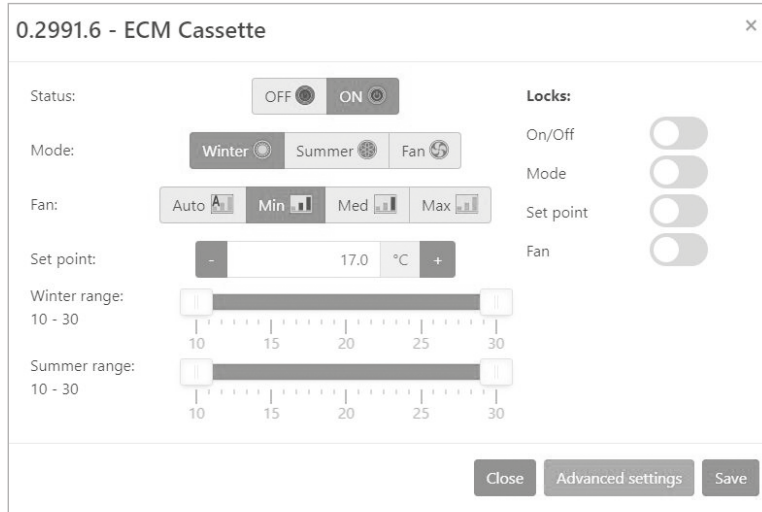 0.2991.6 - ECM Cassette ×
Status: OFF ON
Mode: Winter Summer Fan
Fan: Auto A Min Med Max
Set point: - 17.0 °C +
Winter range:
10 - 30
10 15 20 25 30
Summer range:
10 - 30
10 15 20 25 30
Locks:
On/Off
Mode
Set point
Fan
Close Advanced settings Save